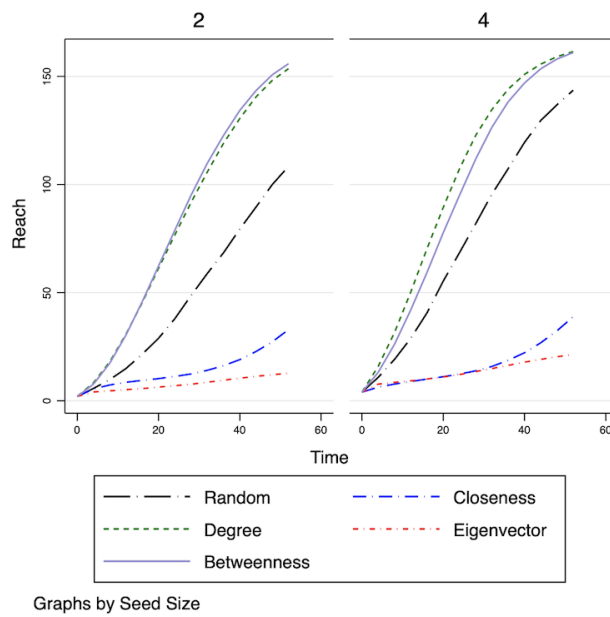 2 4
150
100
50
0
Reach
0 20 40 60 0 20 40 60
Time
Random Closeness
Degree Eigenvector
Betweenness
Graphs by Seed Size